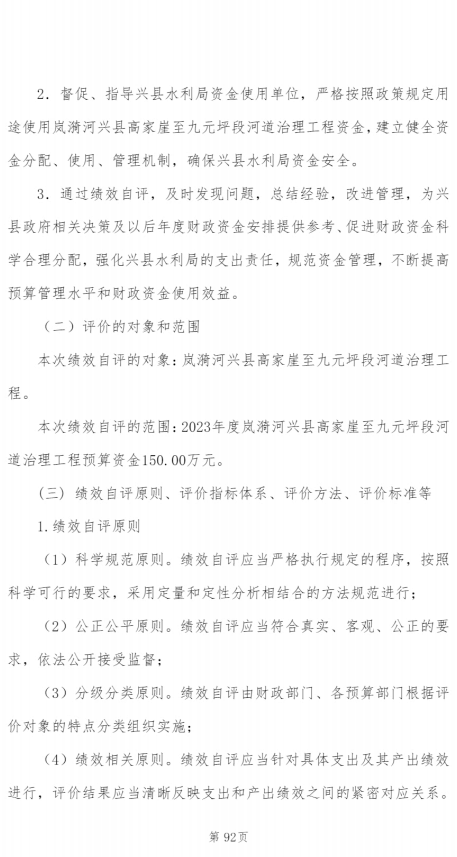 2. 督促、指导兴县水利局资金使用单位，严格按照政策规定用
途使用岚漪河兴县高家崖至九元坪段河道治理工程资金，建立健全资
金分配、使用、管理机制，确保兴县水利局资金安全。
3. 通过绩效自评，及时发现问题，总结经验，改进管理，为兴
县政府相关决策及以后年度财政资金安排提供参考、促进财政资金科
学合理分配，强化兴县水利局的支出责任，规范资金管理，不断提高
预算管理水平和财政资金使用效益。
（二）评价的对象和范围
本次绩效自评的对象：岚漪河兴县高家崖至九元坪段河道治理工
程。
本次绩效自评的范围：2023年度岚漪河兴县高家崖至九元坪段河
道治理工程预算资金150.00万元。
(三) 绩效自评原则、评价指标体系、评价方法、评价标准等
1.绩效自评原则
（1）科学规范原则。绩效自评应当严格执行规定的程序，按照
科学可行的要求，采用定量和定性分析相结合的方法规范进行；
（2）公正公平原则。绩效自评应当符合真实、客观、公正的要
求，依法公开接受监督；
（3）分级分类原则。绩效自评由财政部门、各预算部门根据评
价对象的特点分类组织实施；
（4）绩效相关原则。绩效自评应当针对具体支出及其产出绩效
进行，评价结果应当清晰反映支出和产出绩效之间的紧密对应关系。
第 92页